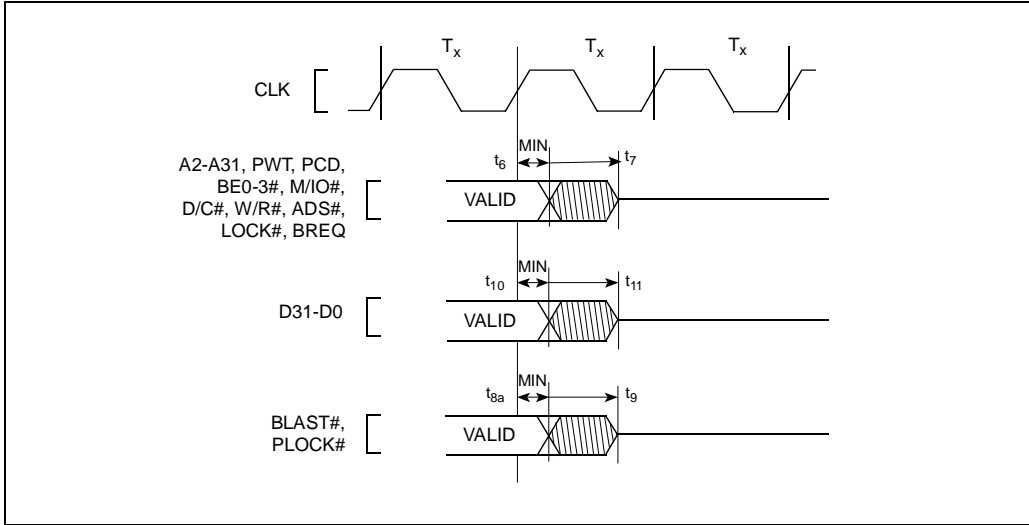 Tx Tx Tx
CLK
MIN
t6 t7
A2-A31, PWT, PCD,
BE0-3#, M/IO#,
D/C#, W/R#, ADS#,
LOCK#, BREQ
VALID
MIN
t10 t11
D31-D0
VALID
MIN
t8a t9
BLAST#,
PLOCK#
VALID